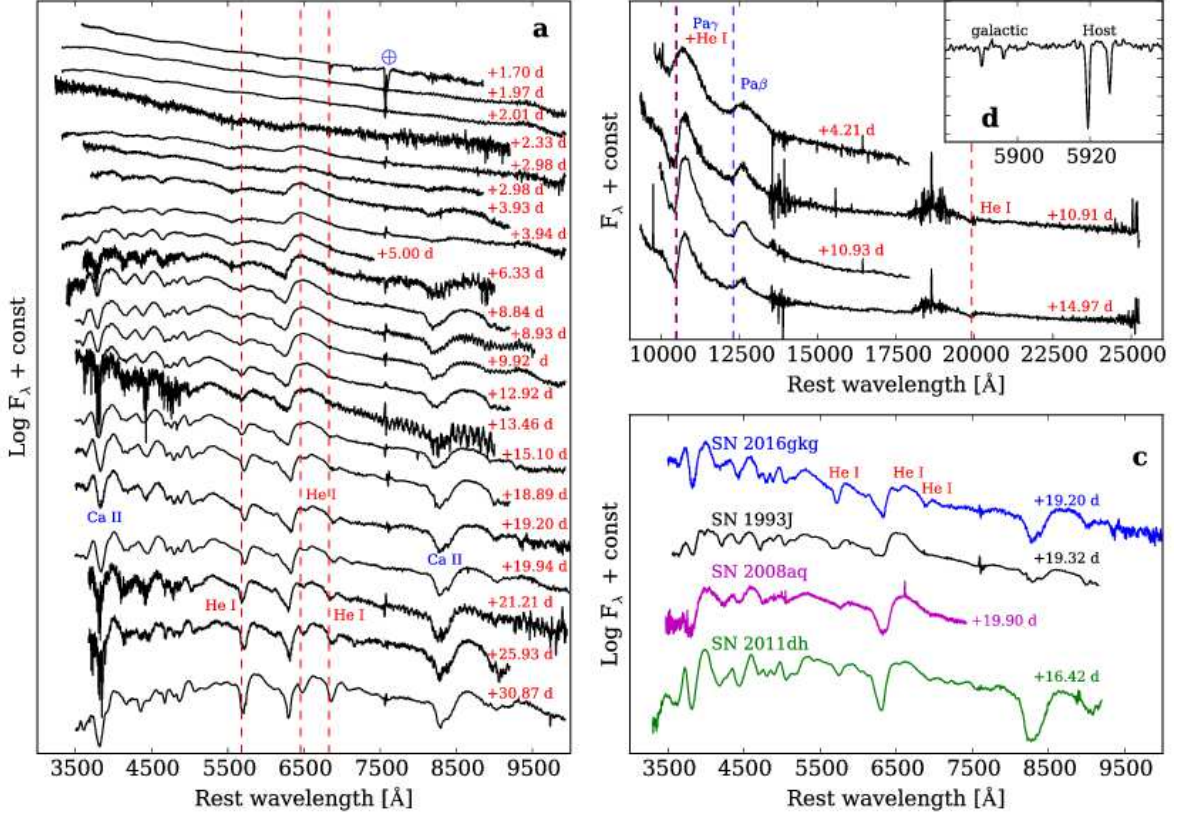 a
⊕
+1.70 d
+1.97 d
+2.01 d
+2.33 d
+2.98 d
+2.98 d
+3.93 d
+3.94 d
+5.00 d
+6.33 d
+8.84 d
+8.93 d
+9.92 d
+12.92 d
+13.46 d
+15.10 d
+18.89 d
He I
+19.20 d
Ca II
Ca II
+19.94 d
+21.21 d
He I
He I
+25.93 d
+30.87 d
Log Fλ + const
3500 4500 5500 6500 7500 8500 9500
Rest wavelength [Å]
Paγ
+He I
Paβ
+4.21 d
He I
+10.91 d
+10.93 d
+14.97 d
Fλ + const
10000 12500 15000 17500 20000 22500 25000
Rest wavelength [Å]
galactic
Host
d
5900 5920
c
SN 2016gkg
He I
He I
He I
+19.20 d
SN 1993J
+19.32 d
SN 2008aq
+19.90 d
SN 2011dh
+16.42 d
Log Fλ + const
3500 4500 5500 6500 7500 8500 9500
Rest wavelength [Å]